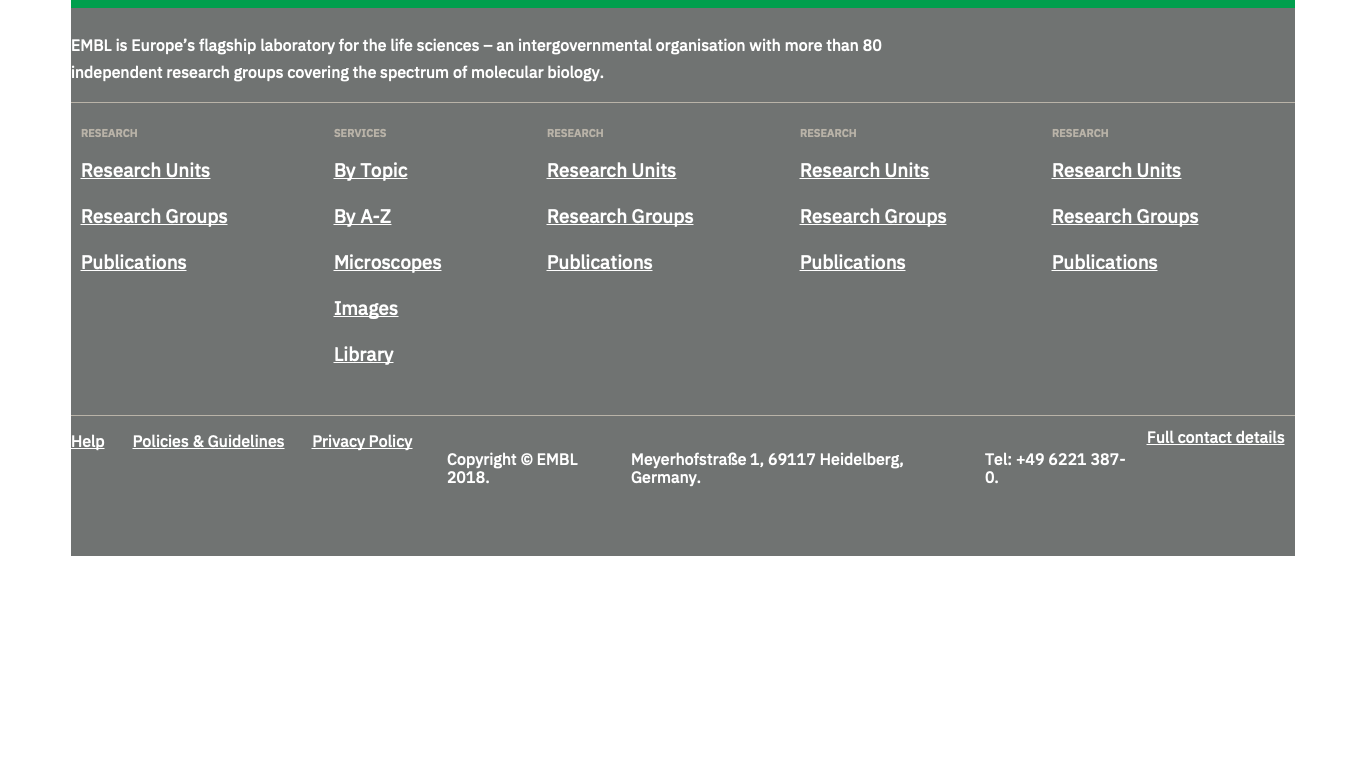 EMBL is Europe’s flagship laboratory for the life sciences – an intergovernmental organisation with more than 80
independent research groups covering the spectrum of molecular biology.
RESEARCH
Research Units
Research Groups
Publications
SERVICES
By Topic
By A-Z
Microscopes
Images
Library
RESEARCH
Research Units
Research Groups
Publications
RESEARCH
Research Units
Research Groups
Publications
RESEARCH
Research Units
Research Groups
Publications
Help
Policies & Guidelines
Privacy Policy
Copyright © EMBL
2018.
Meyerhofstraße 1, 69117 Heidelberg,
Germany.
Tel: +49 6221 387-
0.
Full contact details